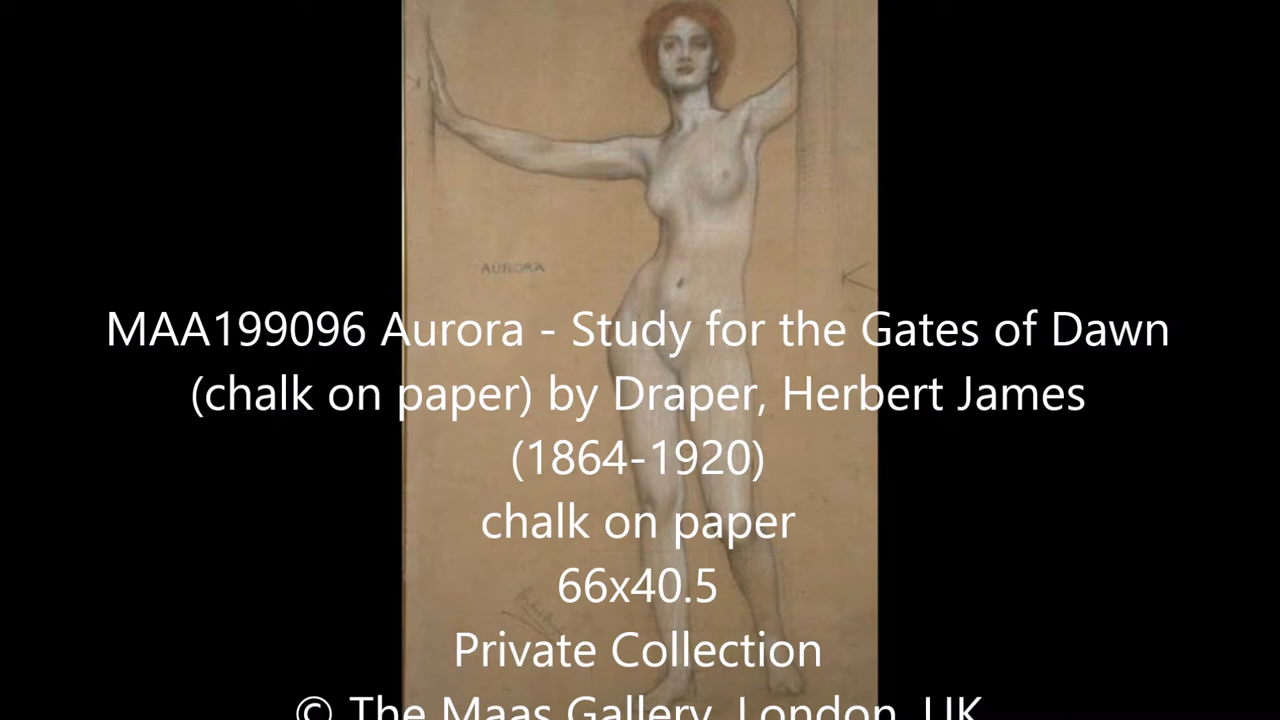 AURORA
K
MAA199096 Aurora - Study for the Gates of Dawn
(chalk on paper) by Draper, Herbert James
(1864-1920)
chalk on paper
66x40.5
Private Collection
© The Maas Gallery, London, UK